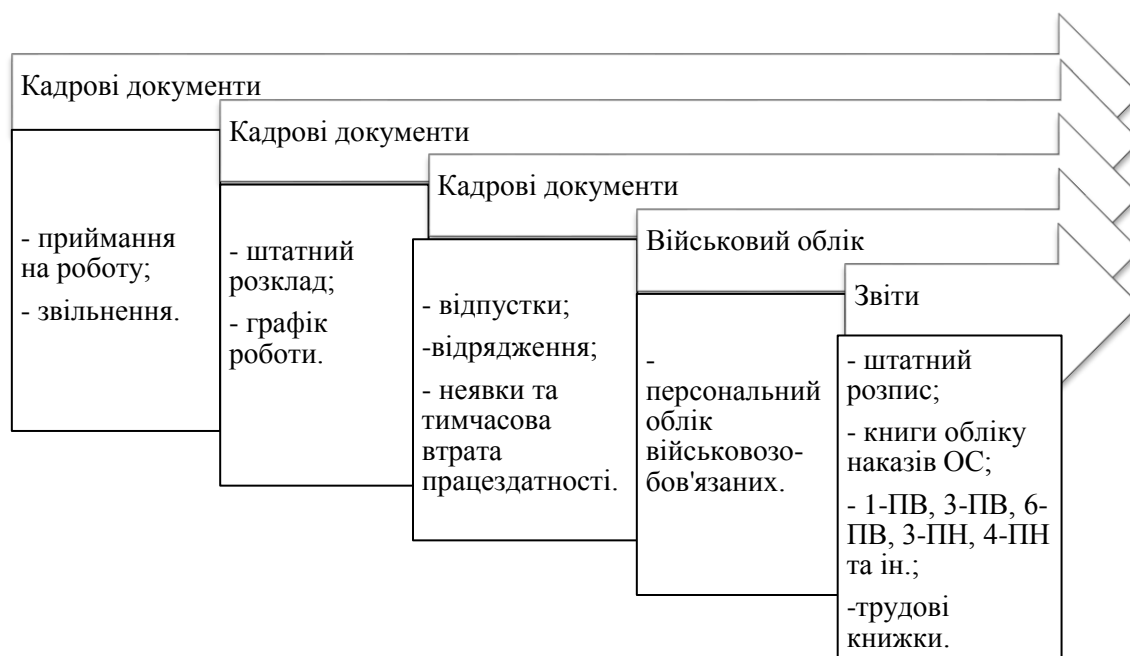 Кадрові документи
- приймання
на роботу;
- звільнення.
Кадрові документи
- штатний
розклад;
- графік
роботи.
Кадрові документи
- відпустки;
-відрядження;
- неявки та
тимчасова
втрата
працездатності.
Військовий облік
-
персональний
облік
військовозо-
бов'язаних.
Звіти
- штатний
розпис;
- книги обліку
наказів ОС;
- 1-ПВ, 3-ПВ, 6-
ПВ, 3-ПН, 4-ПН
та ін.;
-трудові
книжки.